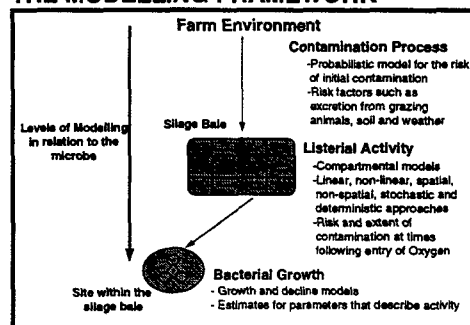 THE MODELLING FRAMEWORK
Farm Environment
Contamination Process
-Probabilistic model for the risk
of initial contamination
-Risk factors such as
excretion from grazing
animals, soil and weather
Silage Bale
Levels of Modelling
in relation to the
microbe
Listerial Activity
- Compartmental models
-Linear, non-linear, spatial,
non-spatial, stochastic and
deterministic approaches
-Risk and extent of
contamination at times
following entry of Oxygen
Bacterial Growth
- Growth and decline models
- Estimates for parameters that describe activity
Site within the
silage bale